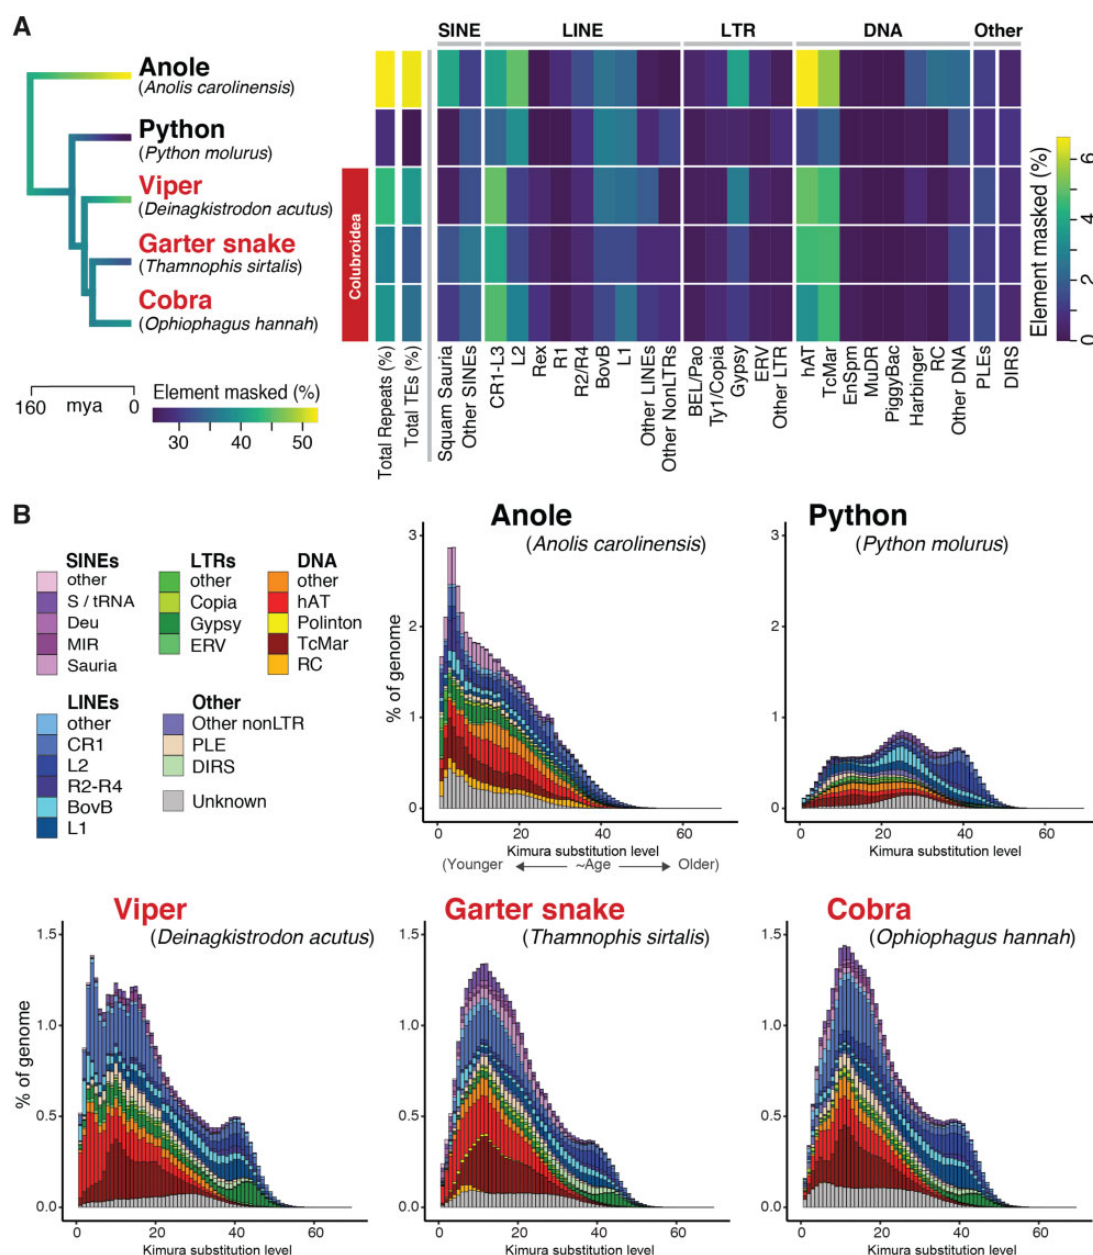 A
SINE LINE LTR DNA Other
Anole
(Anolis carolinensis)
Python
(Python molurus)
Viper
(Deinagkistrodon acutus)
Garter snake
(Thamnophis sirtalis)
Cobra
(Ophiophagus hannah)
Colubroidea
160 mya 0
Element masked (%)
30 40 50
Total Repeats (%)
Total TEs (%)
Squam Sauria
Other SINEs
CR1-L3
L2
Rex
R1
R2/R4
BovB
L1
Other LINEs
Other NonLTRs
BEL/Pao
Ty1/Copia
Gypsy
ERV
Other LTR
hAT
TcMar
EnSpm
MuDR
PiggyBac
Harbinger
RC
Other DNA
PLEs
DIRS
Element masked (%)
6
4
2
0
B
SINEs
other
S / tRNA
Deu
MIR
Sauria
LTRs
other
Copia
Gypsy
ERV
DNA
other
hAT
Polinton
TcMar
RC
LINEs
other
CR1
L2
R2-R4
BovB
L1
Other
Other nonLTR
PLE
DIRS
Unknown
Anole
(Anolis carolinensis)
% of genome
3
2
1
0
0 20 40 60
Kimura substitution level
(Younger ~Age Older)
Python
(Python molurus)
3
2
1
0
0 20 40 60
Kimura substitution level
Viper
(Deinagkistrodon acutus)
% of genome
1.5
1.0
0.5
0.0
0 20 40 60
Kimura substitution level
Garter snake
(Thamnophis sirtalis)
1.5
1.0
0.5
0.0
0 20 40 60
Kimura substitution level
Cobra
(Ophiophagus hannah)
1.5
1.0
0.5
0.0
0 20 40 60
Kimura substitution level